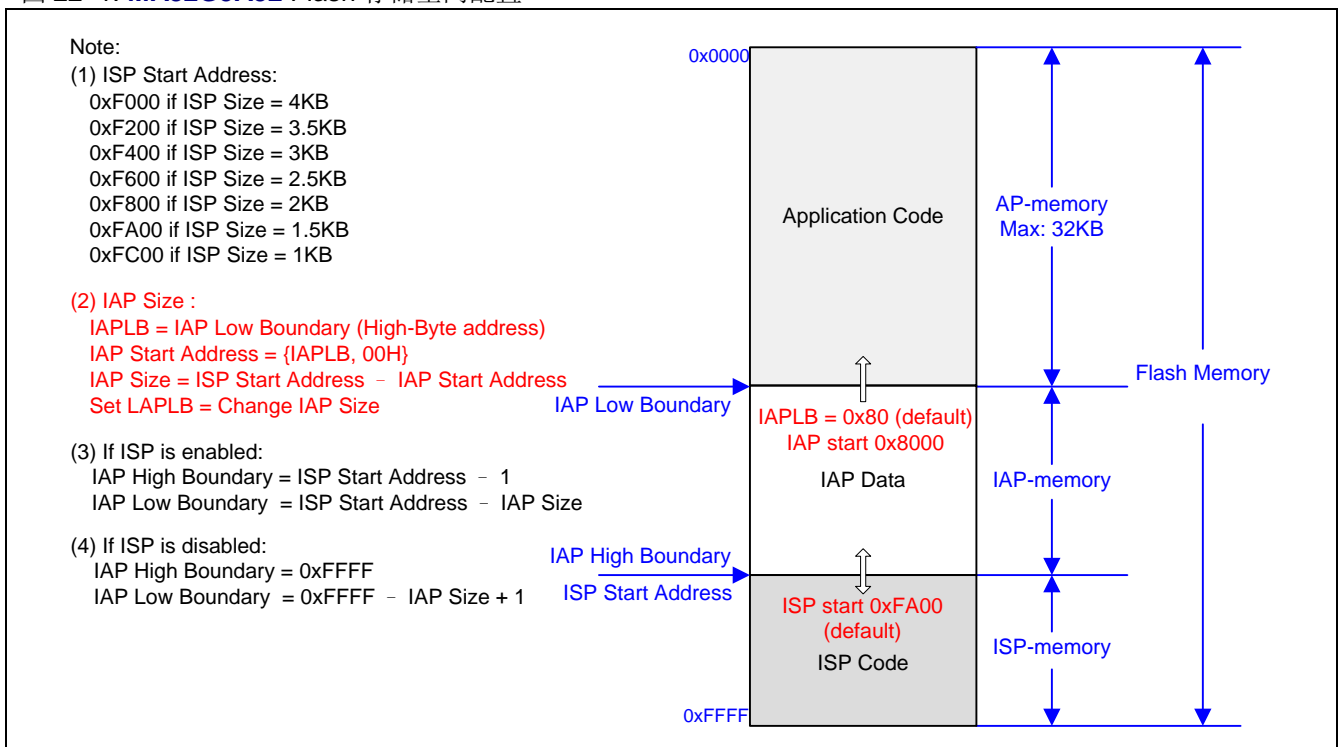 Flash 存储空间配置
Note:
(1) ISP Start Address:
0xF000 if ISP Size = 4KB
0xF200 if ISP Size = 3.5KB
0xF400 if ISP Size = 3KB
0xF600 if ISP Size = 2.5KB
0xF800 if ISP Size = 2KB
0xFA00 if ISP Size = 1.5KB
0xFC00 if ISP Size = 1KB
(2) IAP Size :
IAPLB = IAP Low Boundary (High-Byte address)
IAP Start Address = {IAPLB, 00H}
IAP Size = ISP Start Address – IAP Start Address
Set LAPLB = Change IAP Size
(3) If ISP is enabled:
IAP High Boundary = ISP Start Address – 1
IAP Low Boundary = ISP Start Address – IAP Size
(4) If ISP is disabled:
IAP High Boundary = 0xFFFF
IAP Low Boundary = 0xFFFF – IAP Size + 1
0x0000
Application Code
AP-memory
Max: 32KB
Flash Memory
IAP Low Boundary
IAPLB = 0x80 (default)
IAP start 0x8000
IAP Data
IAP-memory
IAP High Boundary
ISP Start Address
ISP start 0xFA00
(default)
ISP Code
ISP-memory
0xFFFF